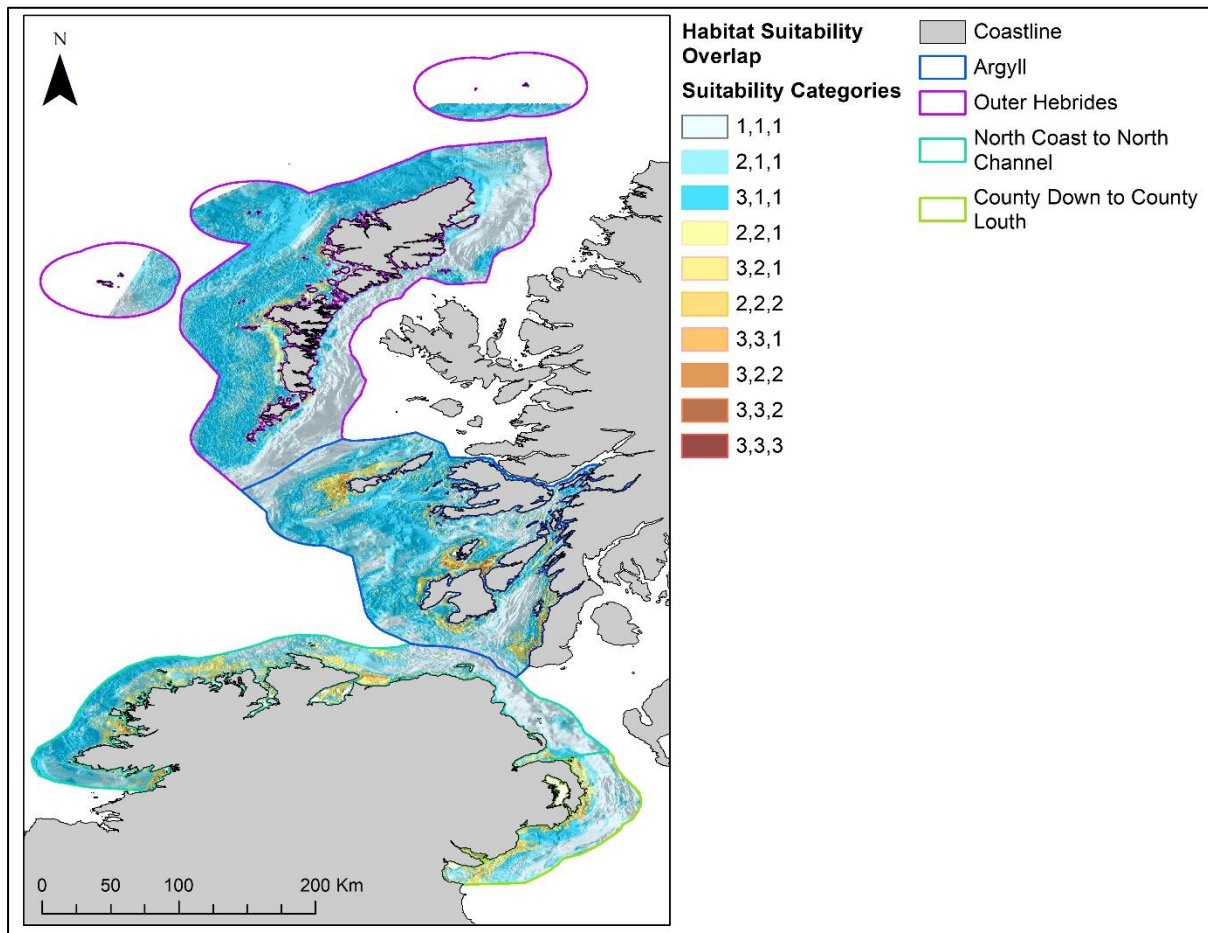 N
0 50 100 200 Km
Habitat Suitability
Overlap
Suitability Categories
1,1,1
2,1,1
3,1,1
2,2,1
3,2,1
2,2,2
3,3,1
3,2,2
3,3,2
3,3,3
Coastline
Argyll
Outer Hebrides
North Coast to North
Channel
County Down to County
Louth